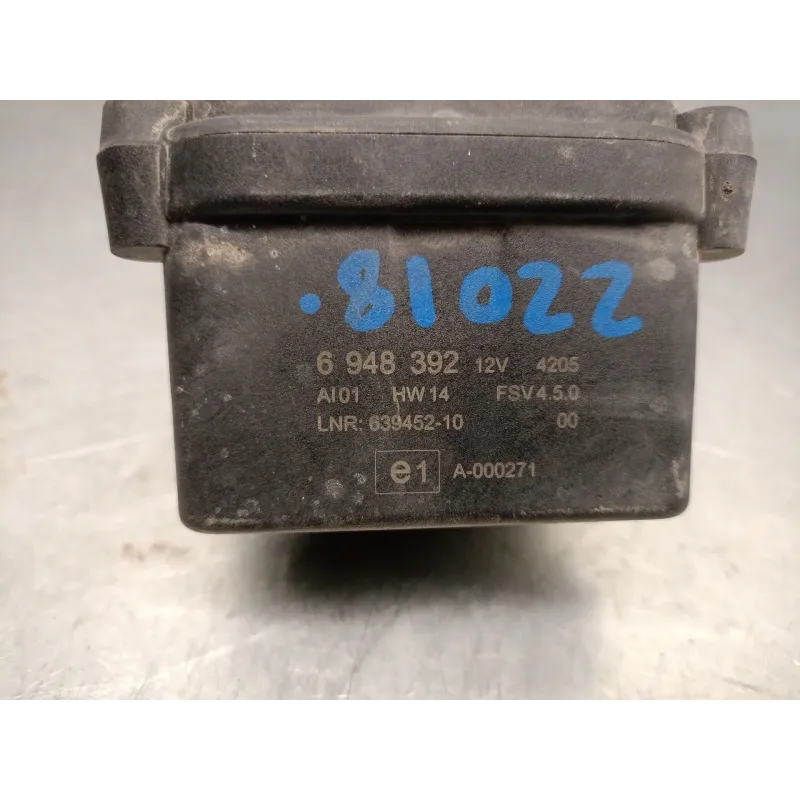 .81022
6 948 392 12V 4205
AI01 HW14 FSV4.5.0
LNR: 639452-10 00
e1 A-000271